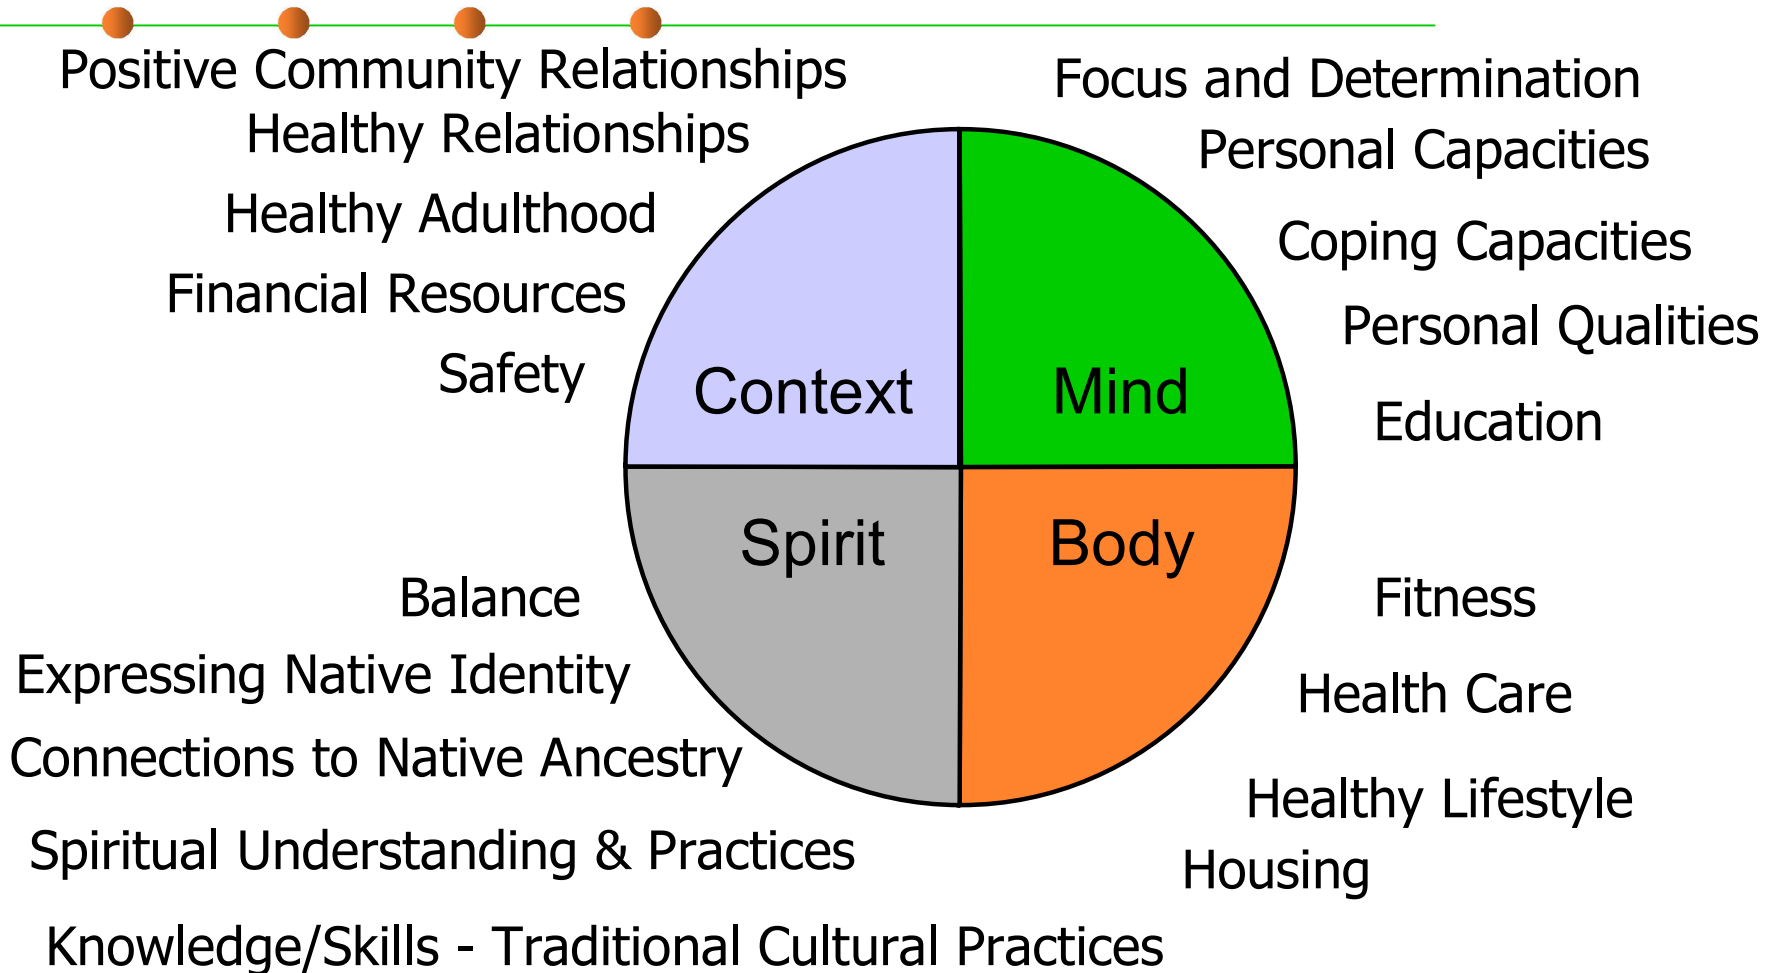 Positive Community Relationships
Healthy Relationships
Healthy Adulthood
Financial Resources
Safety
Focus and Determination
Personal Capacities
Coping Capacities
Personal Qualities
Education
Context
Mind
Spirit
Body
Balance
Expressing Native Identity
Connections to Native Ancestry
Spiritual Understanding & Practices
Knowledge/Skills - Traditional Cultural Practices
Fitness
Health Care
Healthy Lifestyle
Housing